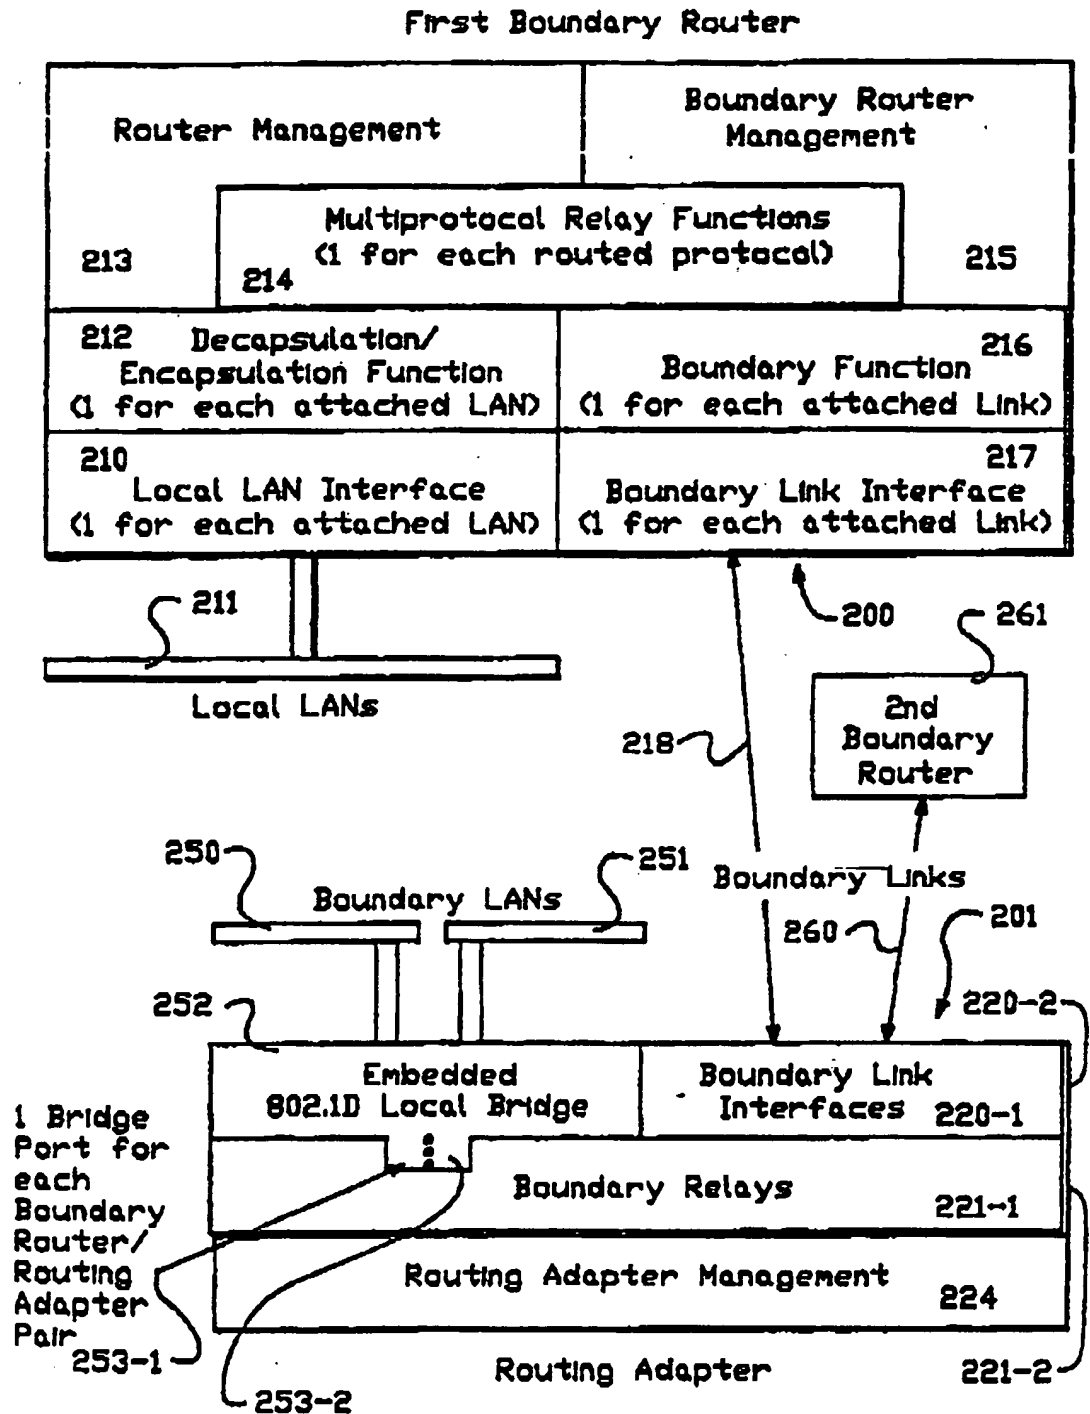 First Boundary Router
Router Management
Boundary Router
Management
Multiprotocal Relay Functions
(1 for each routed protocal)
213
214
215
212 Decapsulation/
Encapsulation Function
(1 for each attached LAN)
216
Boundary Function
(1 for each attached Link)
210
Local LAN Interface
(1 for each attached LAN)
217
Boundary Link Interface
(1 for each attached Link)
211
200
261
Local LANs
218
2nd
Boundary
Router
250
251
Boundary LANs
Boundary Links
260
201
252
220-2
Embedded
802.1D Local Bridge
Boundary Link
Interfaces
220-1
1 Bridge
Port for
each
Boundary
Router/
Routing
Adapter
Pair
Boundary Relays
221-1
Routing Adapter Management
224
253-1
253-2
Routing Adapter
221-2